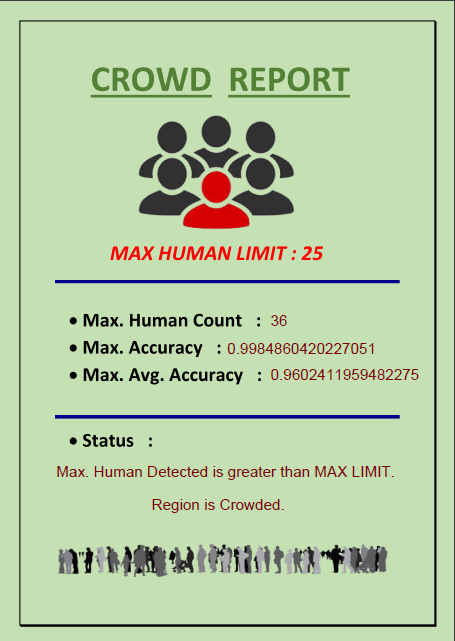 CROWD REPORT
MAX HUMAN LIMIT : 25
• Max. Human Count : 36
• Max. Accuracy : 0.9984860420227051
• Max. Avg. Accuracy : 0.9602411959482275
• Status :
Max. Human Detected is greater than MAX LIMIT.
Region is Crowded.